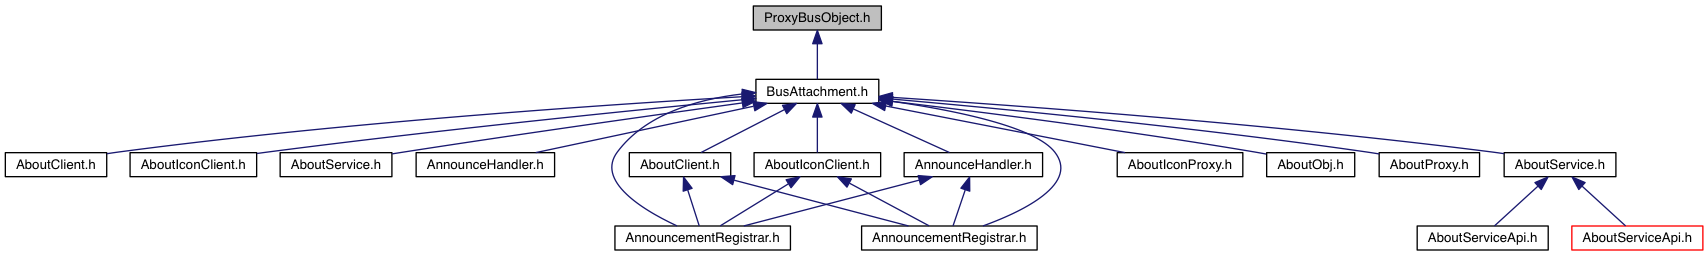 ProxyBusObject.h
BusAttachment.h
AboutClient.h
AboutIconClient.h
AboutService.h
AnnounceHandler.h
AboutClient.h
AboutIconClient.h
AnnounceHandler.h
AboutIconProxy.h
AboutObj.h
AboutProxy.h
AboutService.h
AnnouncementRegistrar.h
AnnouncementRegistrar.h
AboutServiceApi.h
AboutServiceApi.h